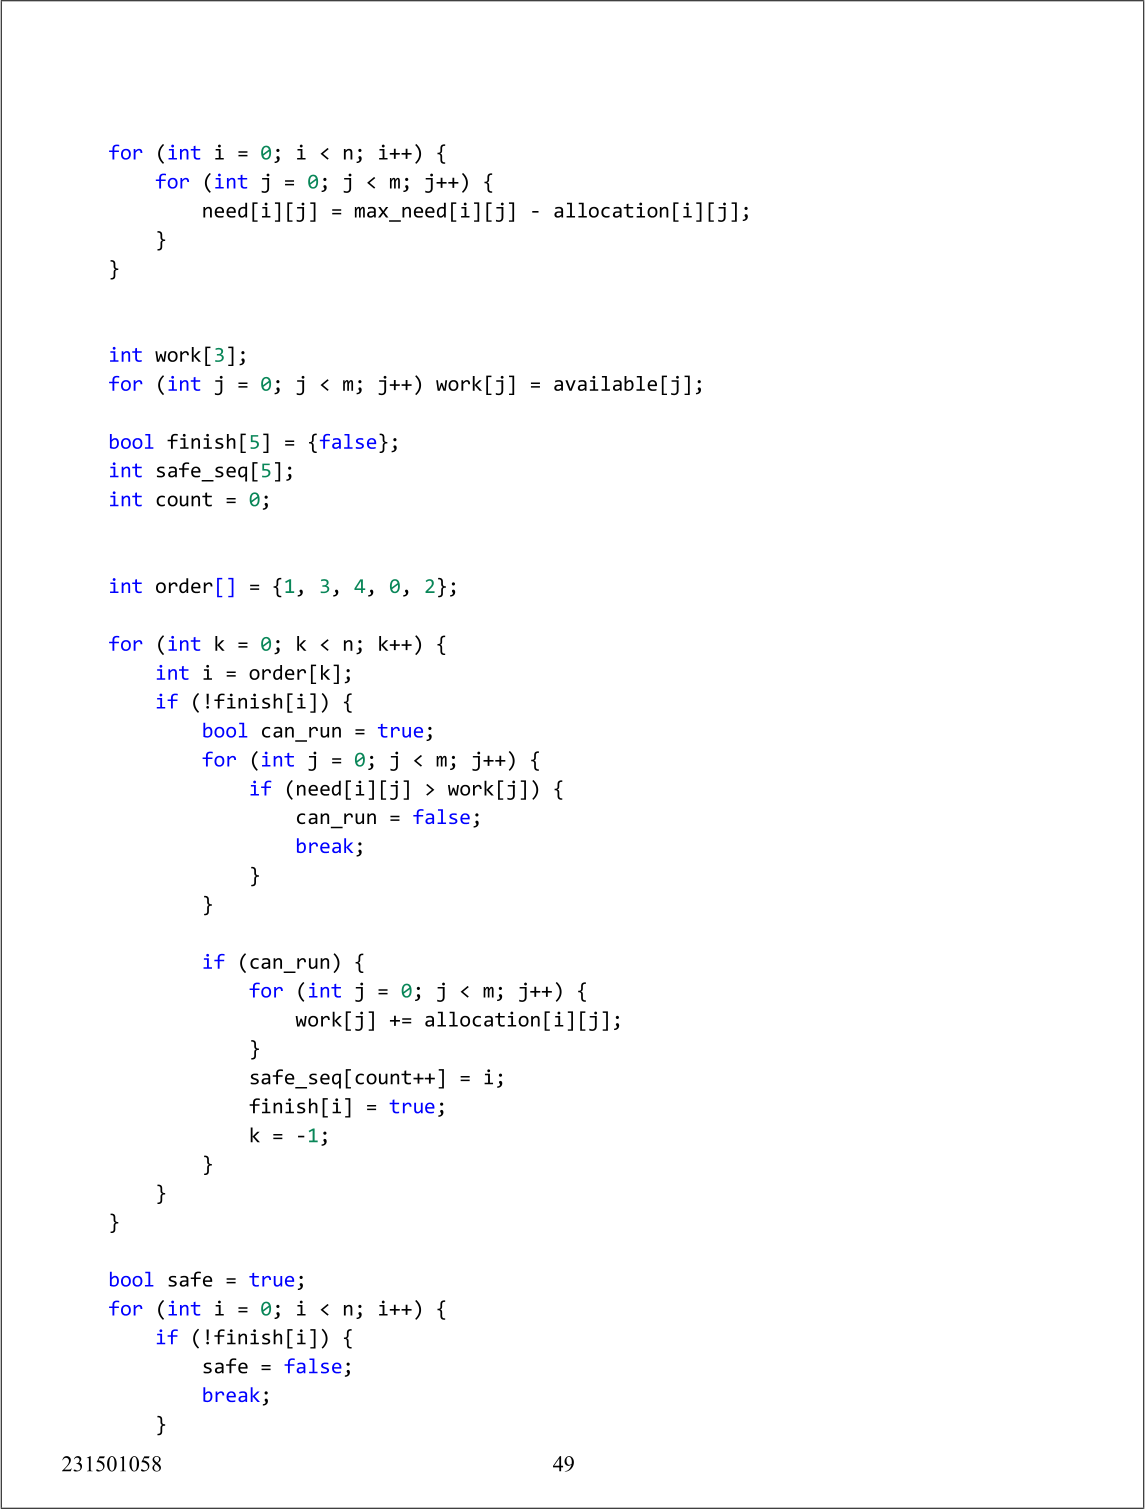 for (int i = 0; i < n; i++) {
for (int j = 0; j < m; j++) {
need[i][j] = max_need[i][j] - allocation[i][j];
}
}
int work[3];
for (int j = 0; j < m; j++) work[j] = available[j];
bool finish[5] = {false};
int safe_seq[5];
int count = 0;
int order[] = {1, 3, 4, 0, 2};
for (int k = 0; k < n; k++) {
int i = order[k];
if (!finish[i]) {
bool can_run = true;
for (int j = 0; j < m; j++) {
if (need[i][j] > work[j]) {
can_run = false;
break;
}
}
if (can_run) {
for (int j = 0; j < m; j++) {
work[j] += allocation[i][j];
}
safe_seq[count++] = i;
finish[i] = true;
k = -1;
}
}
}
bool safe = true;
for (int i = 0; i < n; i++) {
if (!finish[i]) {
safe = false;
break;
}
231501058 49